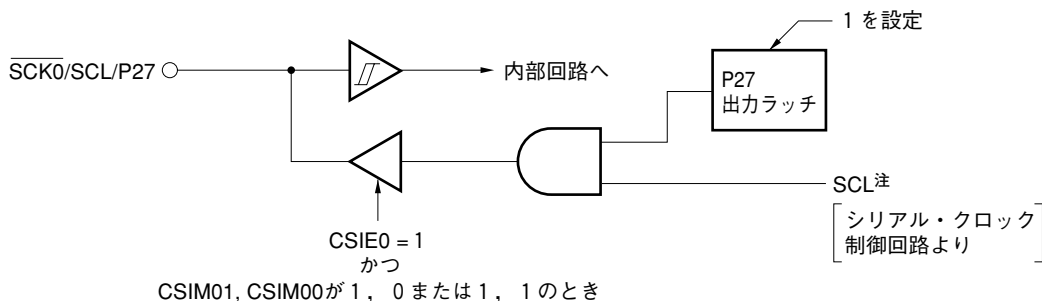 1 を設定
S̅C̅K̅0̅/SCL/P27
内部回路へ
P27
出力ラッチ
SCL注
シリアル・クロック
制御回路より
CSIE0 = 1
かつ
CSIM01, CSIM00が 1 ， 0 または 1 ， 1 のとき